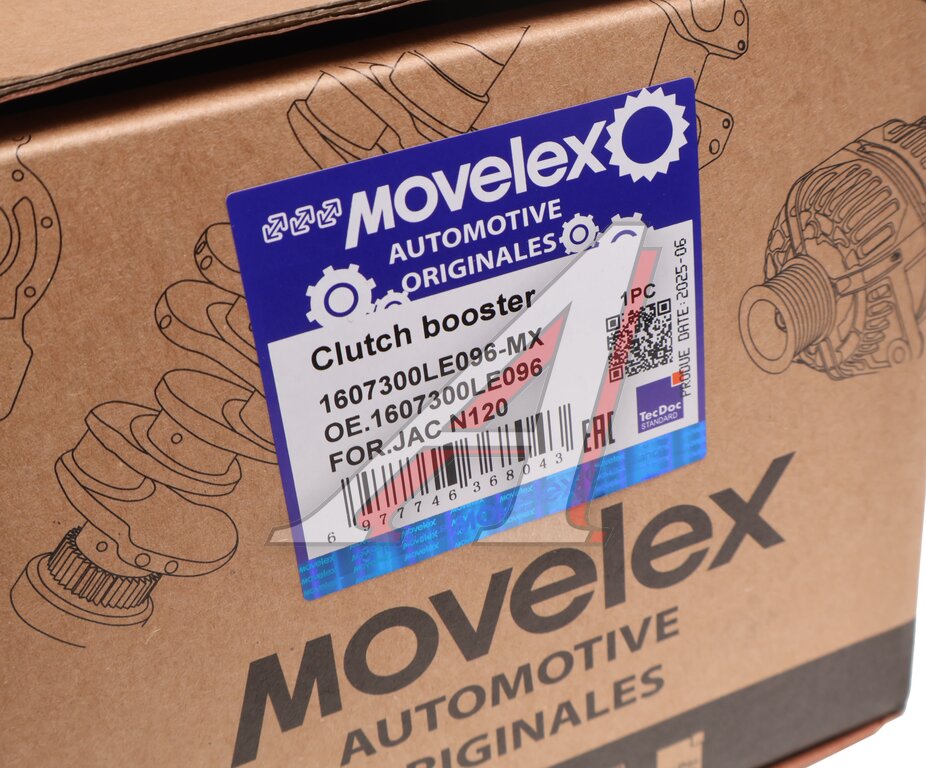 MOVELEX
AUTOMOTIVE
ORIGINALES
Clutch booster
1PC
1607300LE096-MX
OE.1607300LE096
FOR.JAC N120
PRODUE DATE:2025-06
TecDoc
STANDARD
EAC
6 977746 368043
MOVELEX
AUTOMOTIVE
ORIGINALES